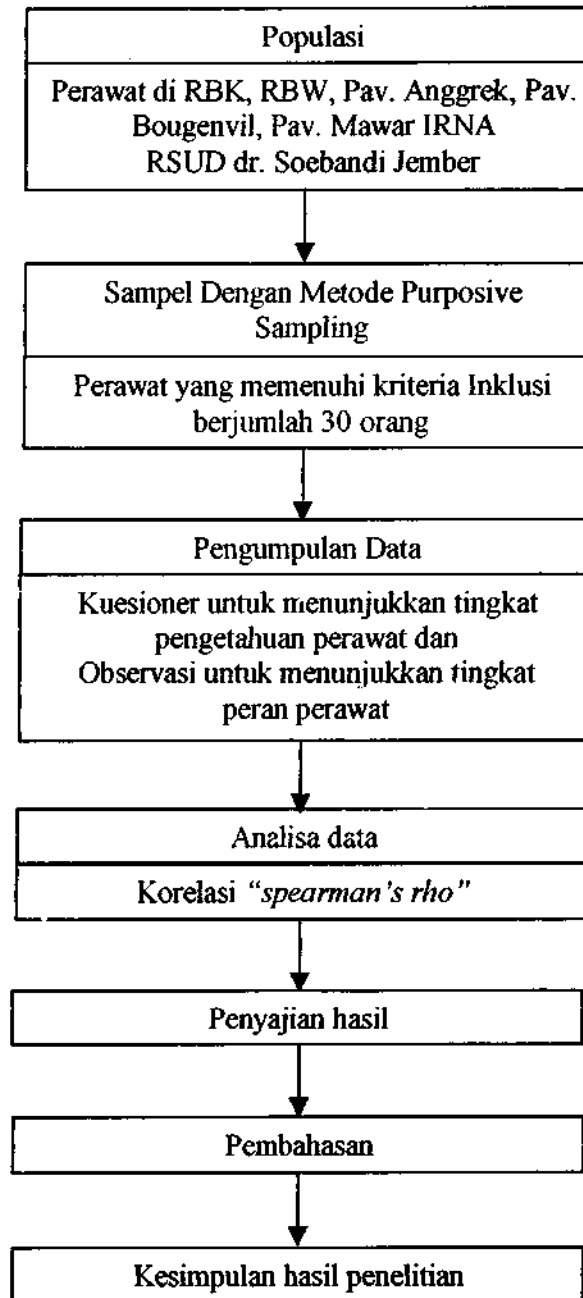 Populasi
Perawat di RBK, RBW, Pav. Anggrek, Pav.
Bougenvil, Pav. Mawar IRNA
RSUD dr. Soebandi Jember
Sampel Dengan Metode Purposive
Sampling
Perawat yang memenuhi kriteria Inklusi
berjumlah 30 orang
Pengumpulan Data
Kuesioner untuk menunjukkan tingkat
pengetahuan perawat dan
Observasi untuk menunjukkan tingkat
peran perawat
Analisa data
Korelasi “spearman’s rho”
Penyajian hasil
Pembahasan
Kesimpulan hasil penelitian